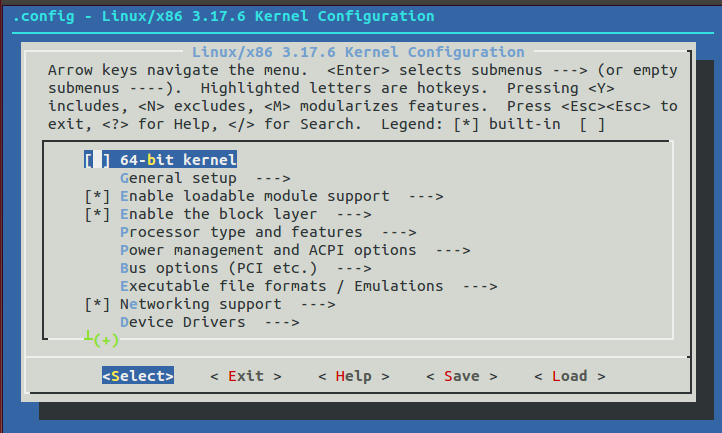 .config - Linux/x86 3.17.6 Kernel Configuration
Linux/x86 3.17.6 Kernel Configuration
Arrow keys navigate the menu.  <Enter> selects submenus ---> (or empty
submenus ----).  Highlighted letters are hotkeys.  Pressing <Y>
includes, <N> excludes, <M> modularizes features.  Press <Esc><Esc> to
exit, <?> for Help, </> for Search.  Legend: [*] built-in  [ ]
[ ] 64-bit kernel
General setup  --->
[*] Enable loadable module support  --->
[*] Enable the block layer  --->
Processor type and features  --->
Power management and ACPI options  --->
Bus options (PCI etc.)  --->
Executable file formats / Emulations  --->
[*] Networking support  --->
Device Drivers  --->
┴(+)
<Select>    < Exit >    < Help >    < Save >    < Load >